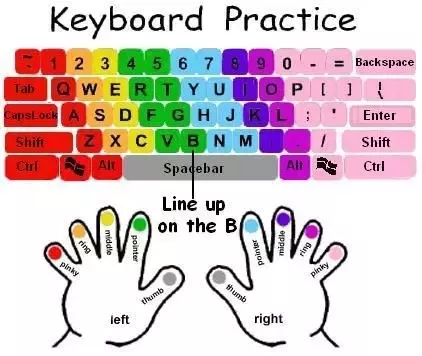 Keyboard Practice
~ 1 2 3 4 5 6 7 8 9 0 - = Backspace
Tab Q W E R T Y U I O P [ ] \
CapsLock A S D F G H J K L ; ' Enter
Shift Z X C V B N M , . / Shift
Ctrl Alt Spacebar Alt Ctrl
Line up
on the B
pinky ring middle pointer thumb
thumb pointer middle ring pinky
left right